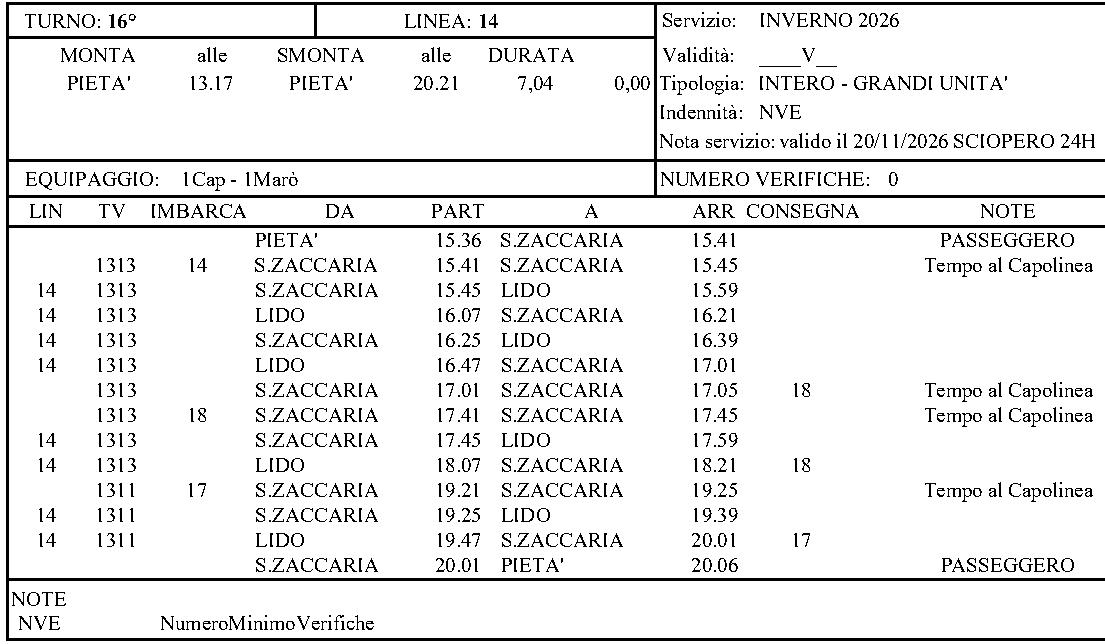 TURNO: 16° LINEA: 14 Servizio: INVERNO 2026
MONTA alle SMONTA alle DURATA Validità: ____V__
PIETA' 13.17 PIETA' 20.21 7,04 0,00 Tipologia: INTERO - GRANDI UNITA'
Indennità: NVE
Nota servizio: valido il 20/11/2026 SCIOPERO 24H
EQUIPAGGIO: 1Cap - 1Marò NUMERO VERIFICHE: 0
LIN TV IMBARCA DA PART A ARR CONSEGNA NOTE
PIETA' 15.36 S.ZACCARIA 15.41 PASSEGGERO
1313 14 S.ZACCARIA 15.41 S.ZACCARIA 15.45 Tempo al Capolinea
14 1313 S.ZACCARIA 15.45 LIDO 15.59
14 1313 LIDO 16.07 S.ZACCARIA 16.21
14 1313 S.ZACCARIA 16.25 LIDO 16.39
14 1313 LIDO 16.47 S.ZACCARIA 17.01
1313 S.ZACCARIA 17.01 S.ZACCARIA 17.05 18 Tempo al Capolinea
1313 18 S.ZACCARIA 17.41 S.ZACCARIA 17.45 Tempo al Capolinea
14 1313 S.ZACCARIA 17.45 LIDO 17.59
14 1313 LIDO 18.07 S.ZACCARIA 18.21 18
1311 17 S.ZACCARIA 19.21 S.ZACCARIA 19.25 Tempo al Capolinea
14 1311 S.ZACCARIA 19.25 LIDO 19.39
14 1311 LIDO 19.47 S.ZACCARIA 20.01 17
S.ZACCARIA 20.01 PIETA' 20.06 PASSEGGERO
NOTE
NVE NumeroMinimoVerifiche